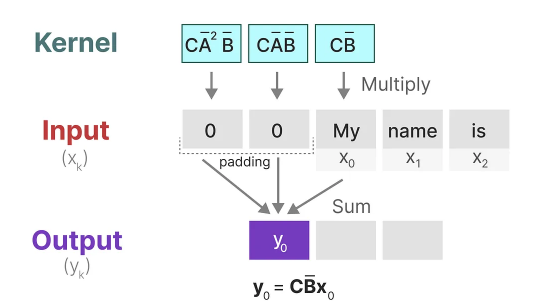 Kernel CA̅² B̅ CA̅B̅ CB̅
Multiply
Input 0 0 My name is
(xₖ) padding x₀ x₁ x₂
Sum
Output y₀
(yₖ)
y₀ = CB̅x₀